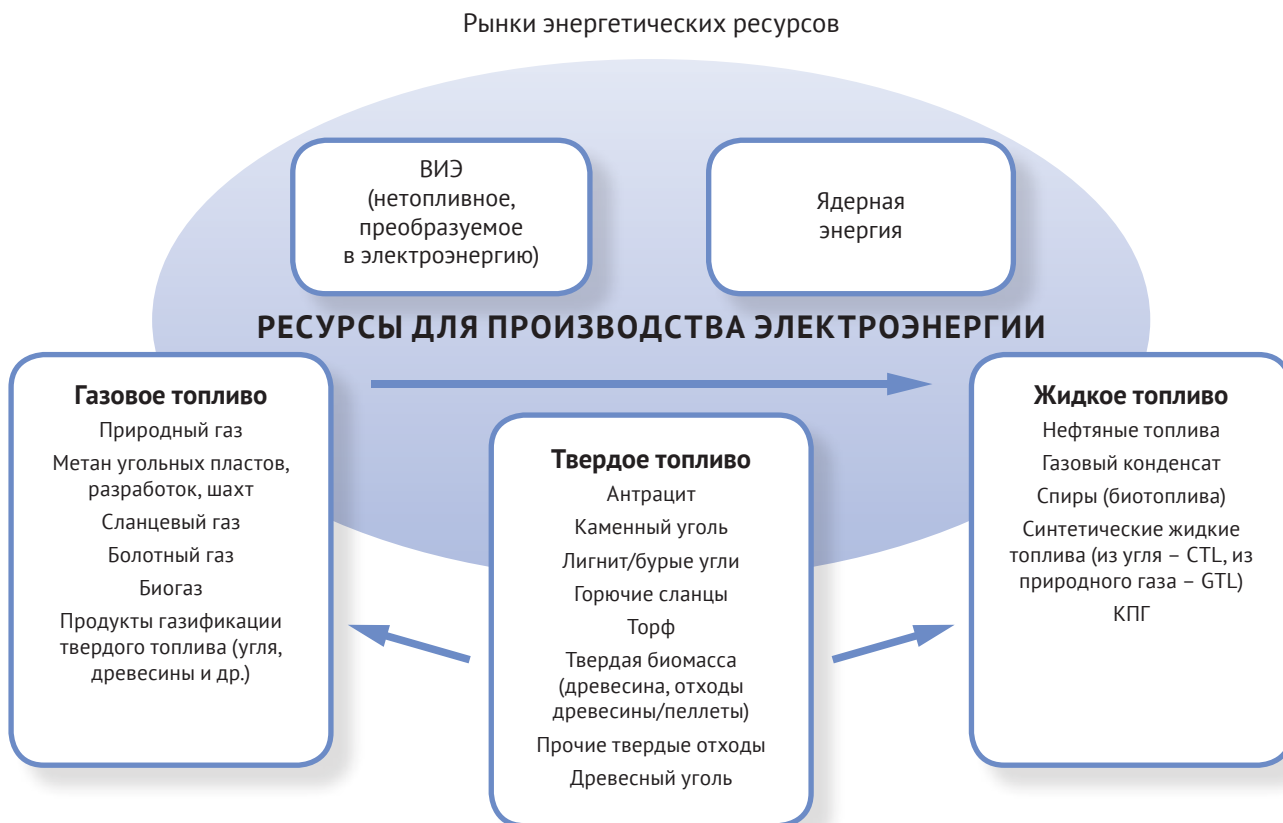 Рынки энергетических ресурсов
ВИЭ
(нетопливное,
преобразуемое
в электроэнергию)
Ядерная
энергия
РЕСУРСЫ ДЛЯ ПРОИЗВОДСТВА ЭЛЕКТРОЭНЕРГИИ
Газовое топливо
Природный газ
Метан угольных пластов,
разработок, шахт
Сланцевый газ
Болотный газ
Биогаз
Продукты газификации
твердого топлива (угля,
древесины и др.)
Твердое топливо
Антрацит
Каменный уголь
Лигнит/бурые угли
Горючие сланцы
Торф
Твердая биомасса
(древесина, отходы
древесины/пеллеты)
Прочие твердые отходы
Древесный уголь
Жидкое топливо
Нефтяные топлива
Газовый конденсат
Спиры (биотоплива)
Синтетические жидкие
топлива (из угля – CTL, из
природного газа – GTL)
КПГ